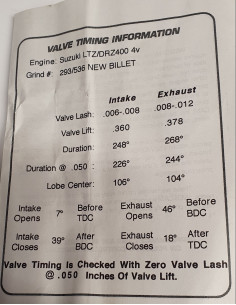 VALVE TIMING INFORMATION
Engine: Suzuki LTZ/DRZ400 4v
Grind #: 293/536 NEW BILLET
Intake Exhaust
Valve Lash: .006-.008 .008-.012
Valve Lift: .360 .378
Duration: 248° 268°
Duration @ .050 : 226° 244°
Lobe Center: 106° 104°
Intake Opens 7° Before TDC Exhaust Opens 46° Before BDC
Intake Closes 39° After BDC Exhaust Closes 18° After TDC
Valve Timing Is Checked With Zero Valve Lash
@ .050 Inches Of Valve Lift.